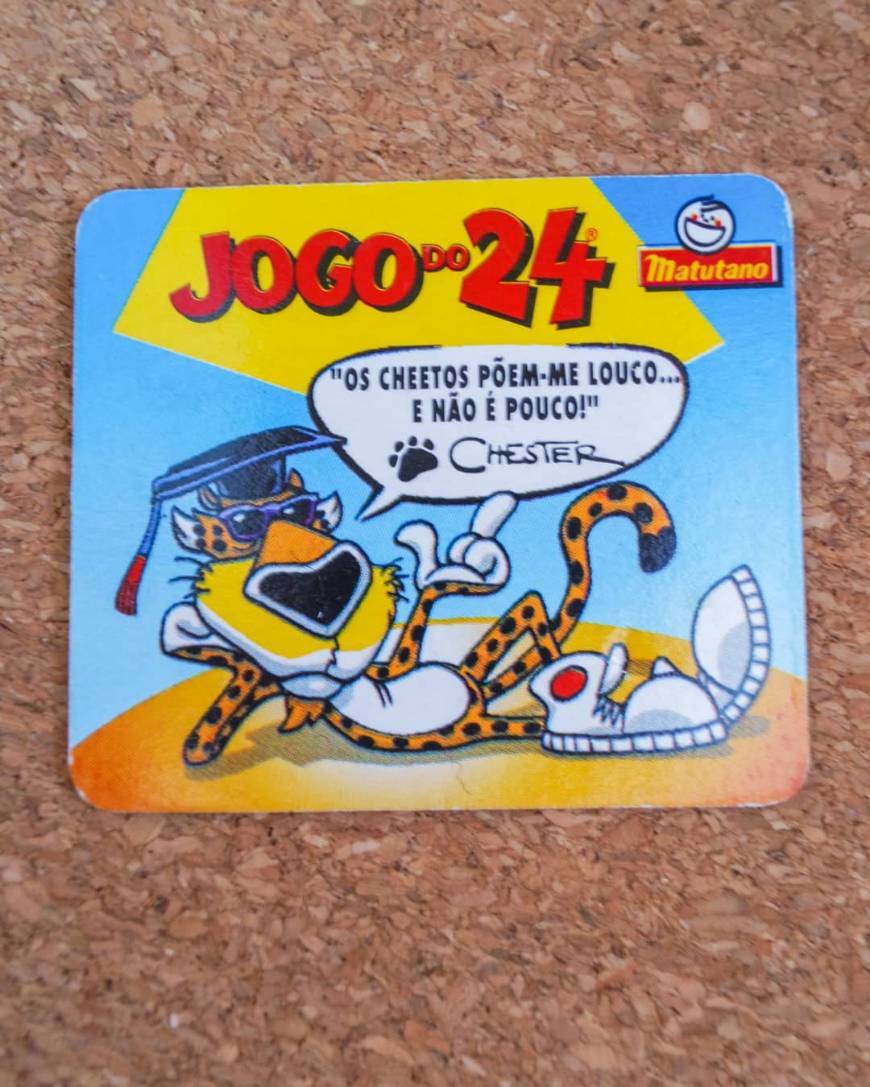 JOGO DO 24®
Matutano
"OS CHEETOS PÕEM-ME LOUCO...
E NÃO É POUCO!"
CHESTER